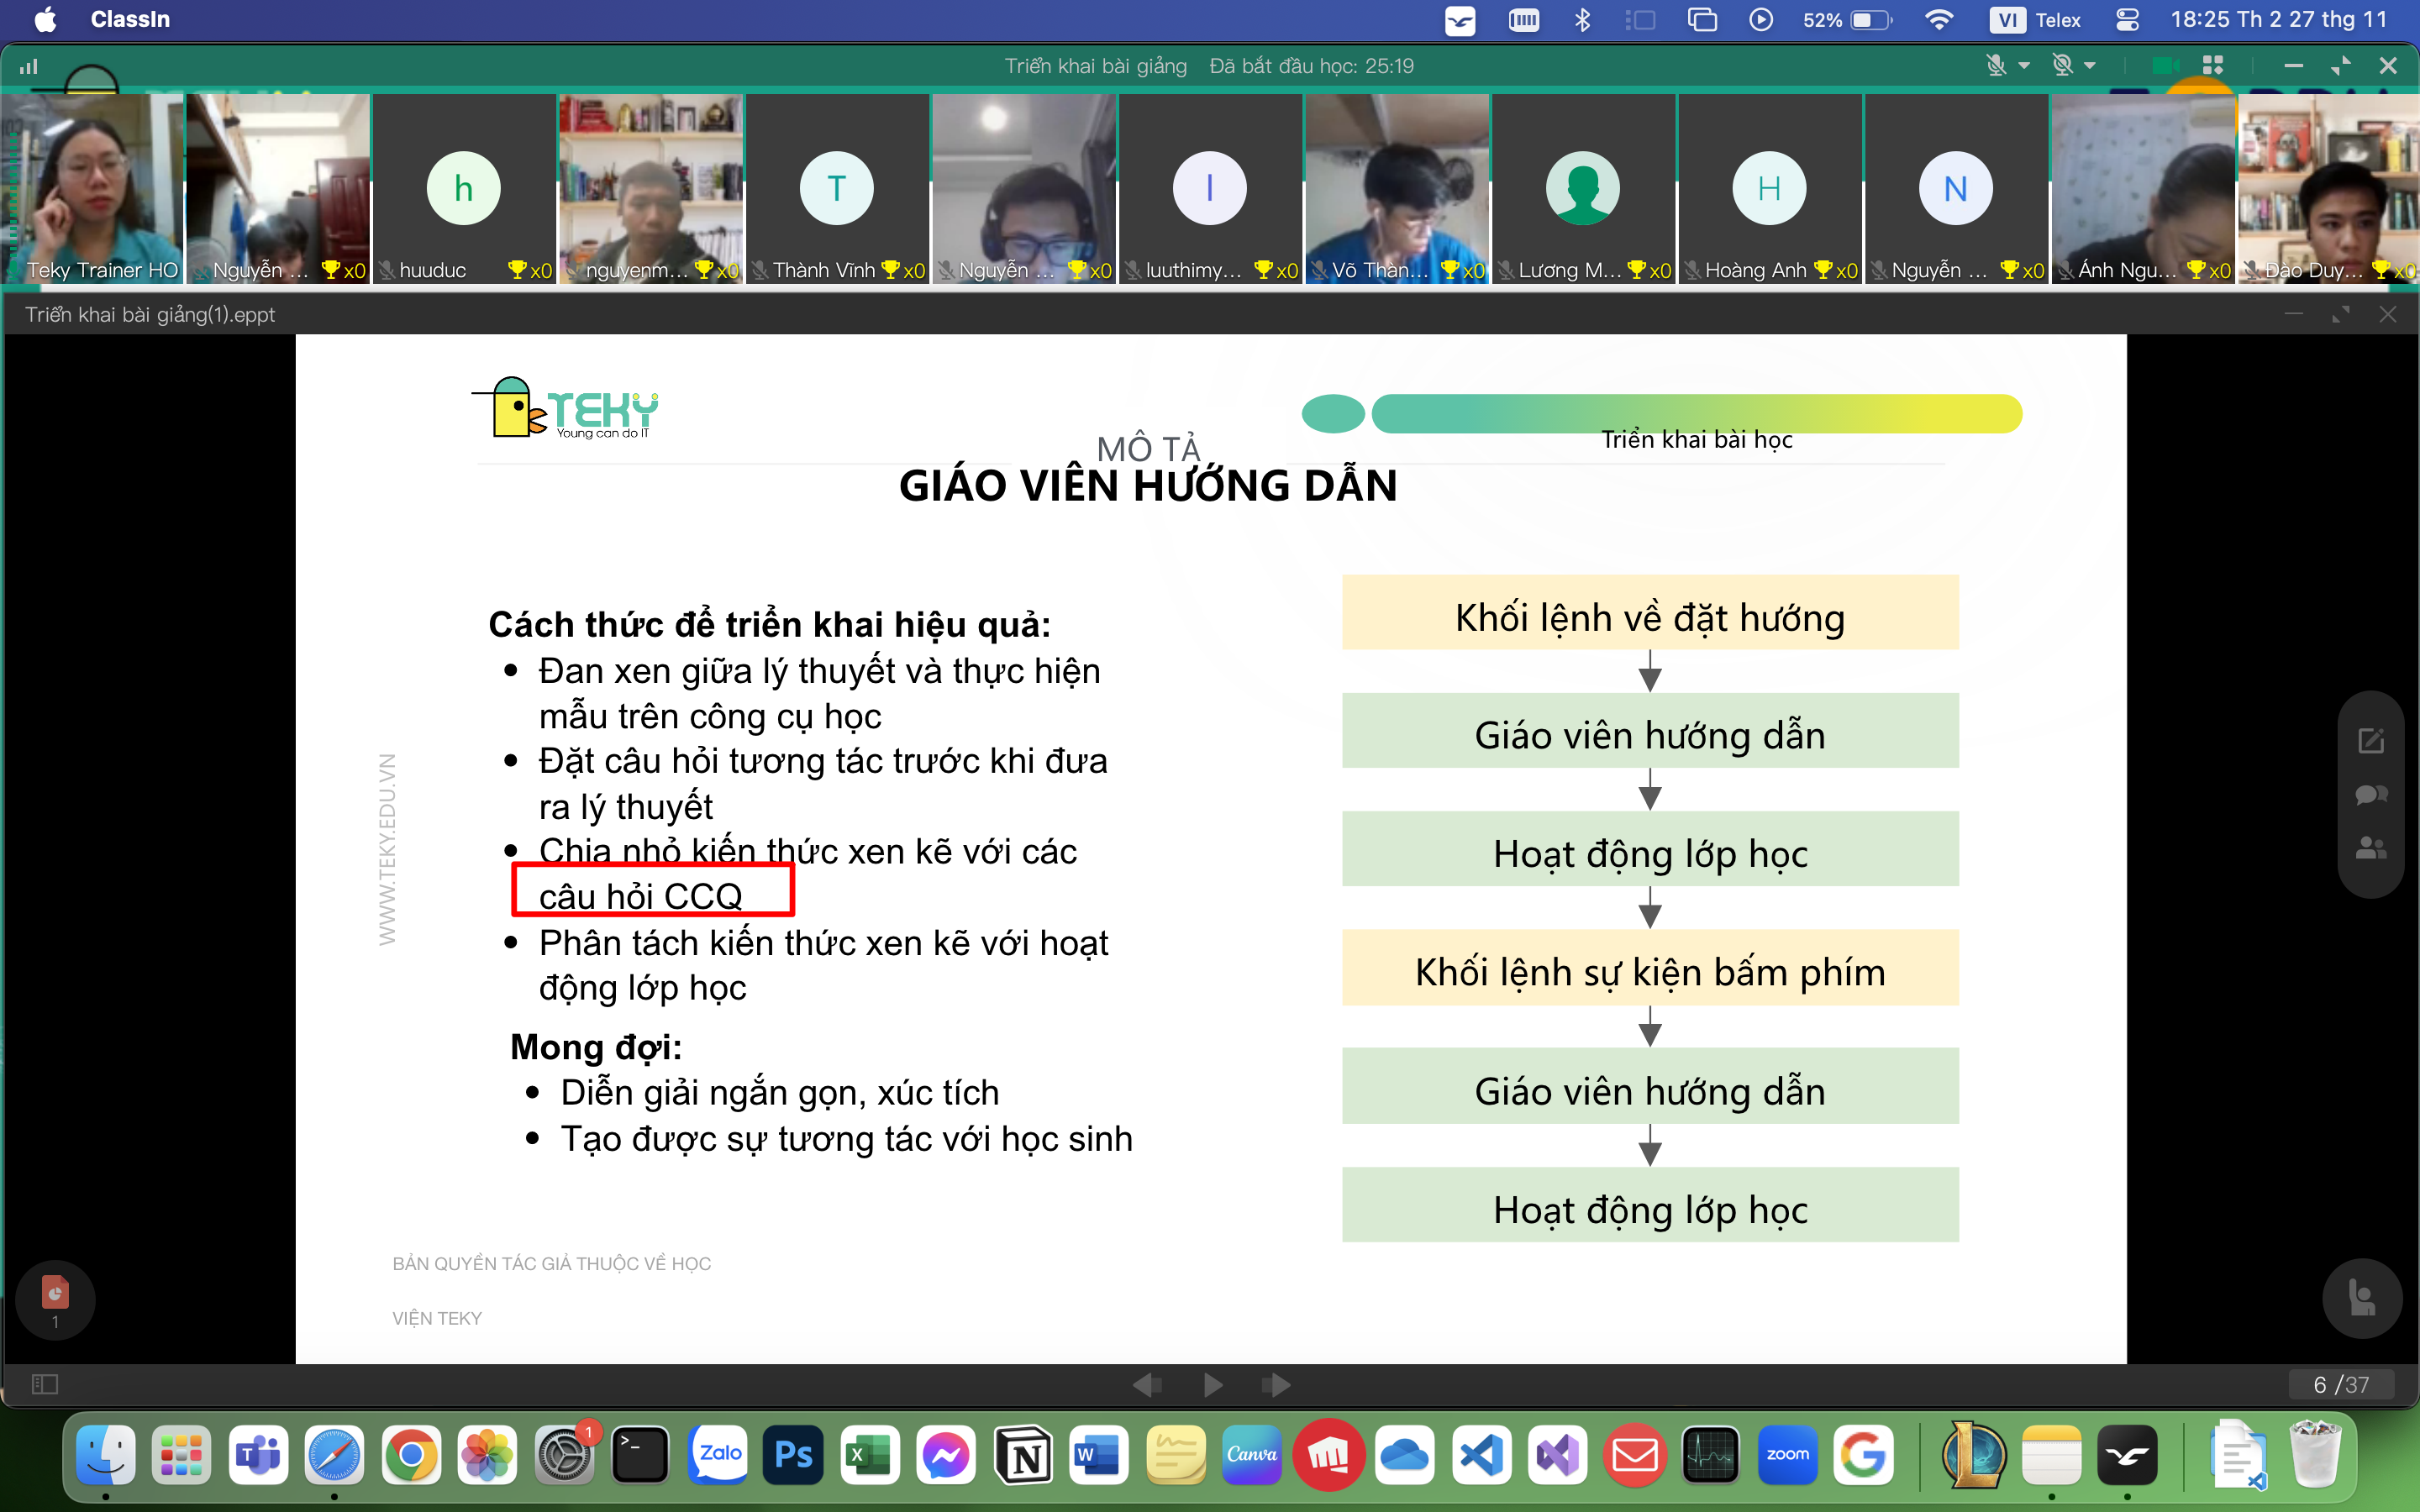 ClassIn
52%
VI Telex
18:25 Th 2 27 thg 11
Triển khai bài giảng Đã bắt đầu học: 25:19
h
T
l
H
N
Teky Trainer HO
Nguyễn ... x0
huuduc x0
nguyenm... x0
Thành Vĩnh x0
Nguyễn ... x0
luuthimy... x0
Võ Thàn... x0
Lương M... x0
Hoàng Anh x0
Nguyễn ... x0
Ánh Ngu... x0
Đào Duy... x0
Triển khai bài giảng(1).eppt
TEKY
Young can do IT
Triển khai bài học
MÔ TẢ
GIÁO VIÊN HƯỚNG DẪN
WWW.TEKY.EDU.VN
Cách thức để triển khai hiệu quả:
Đan xen giữa lý thuyết và thực hiện
mẫu trên công cụ học
Đặt câu hỏi tương tác trước khi đưa
ra lý thuyết
Chia nhỏ kiến thức xen kẽ với các
câu hỏi CCQ
Phân tách kiến thức xen kẽ với hoạt
động lớp học
Mong đợi:
Diễn giải ngắn gọn, xúc tích
Tạo được sự tương tác với học sinh
Khối lệnh về đặt hướng
Giáo viên hướng dẫn
Hoạt động lớp học
Khối lệnh sự kiện bấm phím
Giáo viên hướng dẫn
Hoạt động lớp học
BẢN QUYỀN TÁC GIẢ THUỘC VỀ HỌC
VIỆN TEKY
1
6 /37
1
Zalo
Ps
Canva
zoom